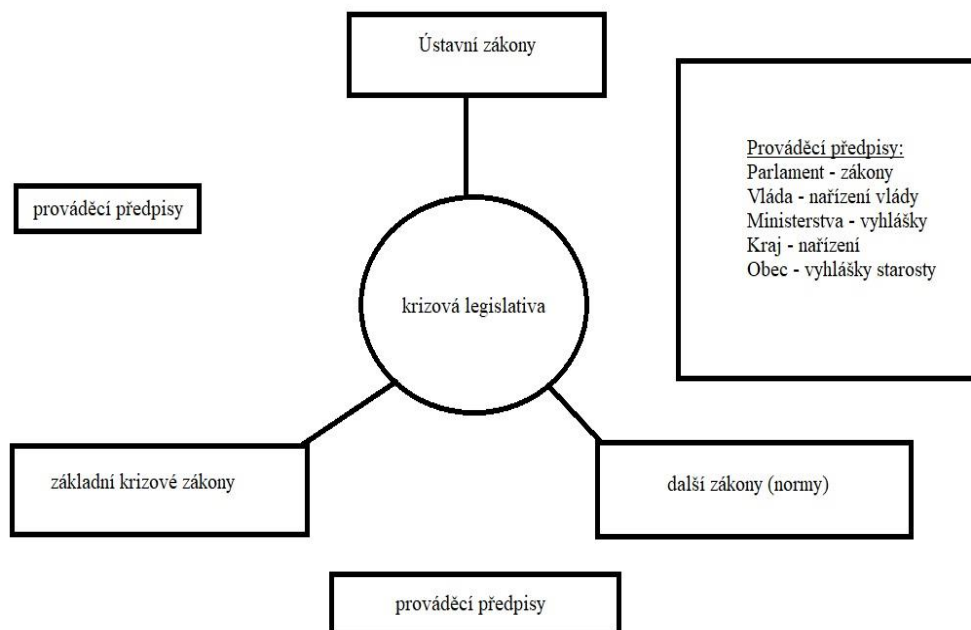 Ústavní zákony
Prováděcí předpisy:
Parlament - zákony
Vláda - nařízení vlády
Ministerstva - vyhlášky
Kraj - nařízení
Obec - vyhlášky starosty
prováděcí předpisy
krizová legislativa
základní krizové zákony
další zákony (normy)
prováděcí předpisy